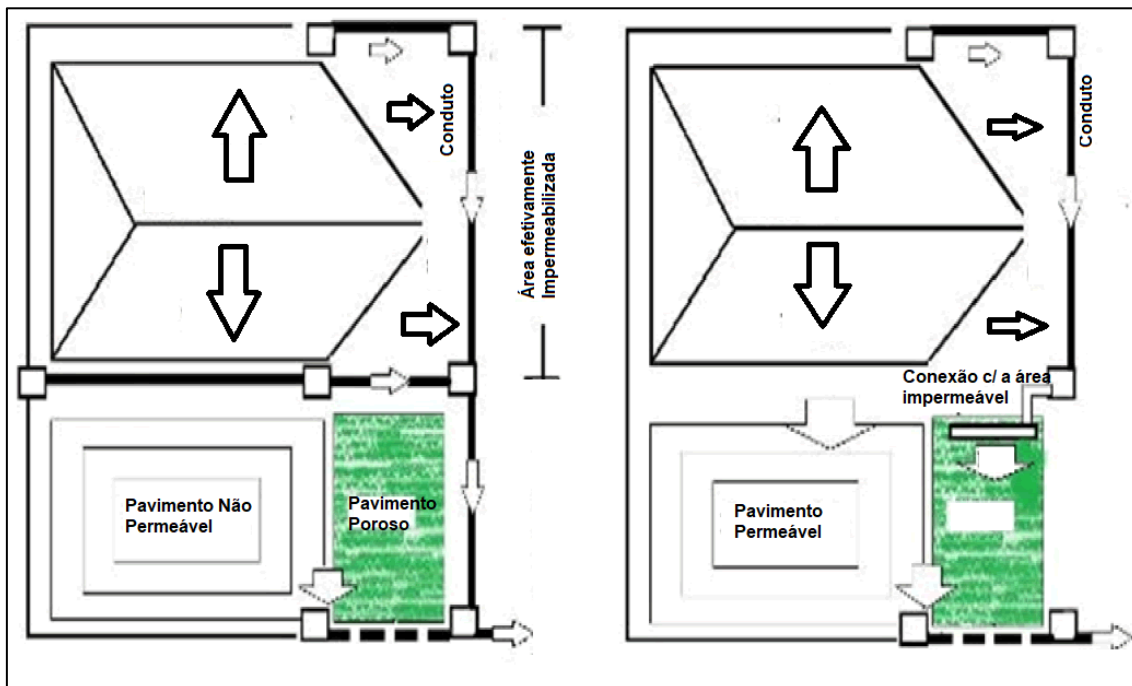 Conduto
Área efetivamente
Impermeabilizada
Pavimento Não
Permeável
Pavimento
Poroso
Conduto
Conexão c/ a área
impermeável
Pavimento
Permeável